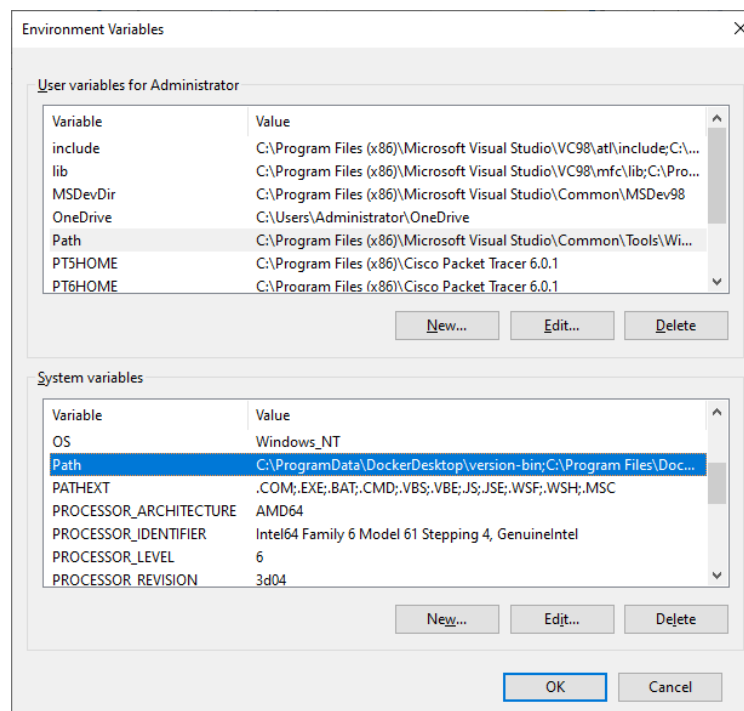 Environment Variables
User variables for Administrator
Variable Value
include C:\Program Files (x86)\Microsoft Visual Studio\VC98\atl\include;C:\...
lib C:\Program Files (x86)\Microsoft Visual Studio\VC98\mfc\lib;C:\Pro...
MSDevDir C:\Program Files (x86)\Microsoft Visual Studio\Common\MSDev98
OneDrive C:\Users\Administrator\OneDrive
Path C:\Program Files (x86)\Microsoft Visual Studio\Common\Tools\Wi...
PT5HOME C:\Program Files (x86)\Cisco Packet Tracer 6.0.1
PT6HOME C:\Program Files (x86)\Cisco Packet Tracer 6.0.1
New... Edit... Delete
System variables
Variable Value
OS Windows_NT
Path C:\ProgramData\DockerDesktop\version-bin;C:\Program Files\Doc...
PATHEXT .COM;.EXE;.BAT;.CMD;.VBS;.VBE;.JS;.JSE;.WSF;.WSH;.MSC
PROCESSOR_ARCHITECTURE AMD64
PROCESSOR_IDENTIFIER Intel64 Family 6 Model 61 Stepping 4, GenuineIntel
PROCESSOR_LEVEL 6
PROCESSOR_REVISION 3d04
New... Edit... Delete
OK Cancel